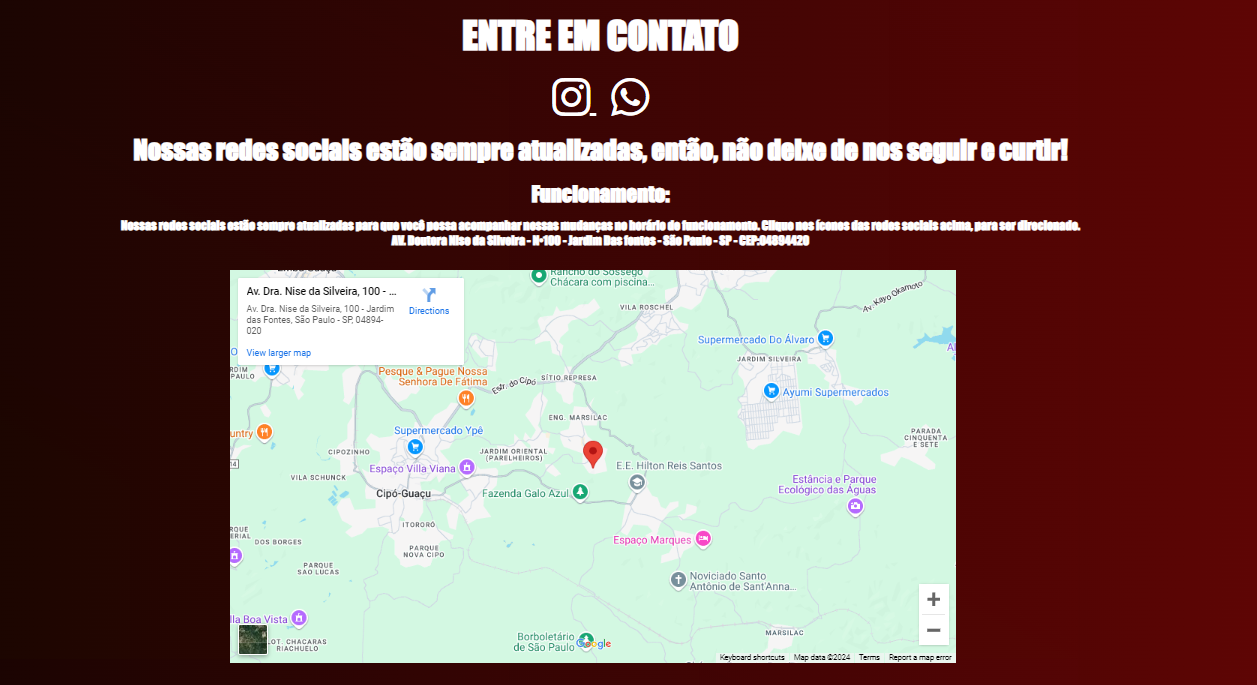 ENTRE EM CONTATO
Nossas redes sociais estão sempre atualizadas, então, não deixe de nos seguir e curtir!
Funcionamento:
Nossas redes sociais estão sempre atualizadas para que você possa acompanhar nossas mudanças no horário de funcionamento. Clique nos ícones das redes sociais acima, para ser direcionado.
AV. Doutora Nise da Silveira - N•100 - Jardim Das fontes - São Paulo - SP - CEP:04894420
Rancho do Sossego
Chácara com piscina...
Av. Dra. Nise da Silveira, 100 - ...
Av. Dra. Nise da Silveira, 100 - Jardim
das Fontes, São Paulo - SP, 04894-
020
Directions
View larger map
Av. Kayo Okamoto
VILA ROSCHEL
Supermercado Do Álvaro
JARDIM SILVEIRA
JARDIM
PAULO
Pesque & Pague Nossa
Senhora De Fátima
Estr. do Cipó
SÍTIO REPRESA
Ayumi Supermercados
ENG. MARSILAC
untry
Supermercado Ypê
PARADA
CINQUENTA
E SETE
CIPOZINHO
JARDIM ORIENTAL
(PARELHEIROS)
14
Espaço Villa Viana
E.E. Hilton Reis Santos
VILA SCHUNCK
Estância e Parque
Ecológico das Águas
Cipó-Guaçu
Fazenda Galo Azul
ITORORÓ
RQUE
ERIAL
DOS BORGES
Espaço Marques
PARQUE
NOVA CIPO
PARQUE
SAO LUCAS
Noviciado Santo
Antônio de Sant'Anna...
lla Boa Vista
LOT. CHACARAS
RIACHUELO
Borboletário
de São Paulo
Google
MARSILAC
Keyboard shortcuts
Map data ©2024
Terms
Report a map error